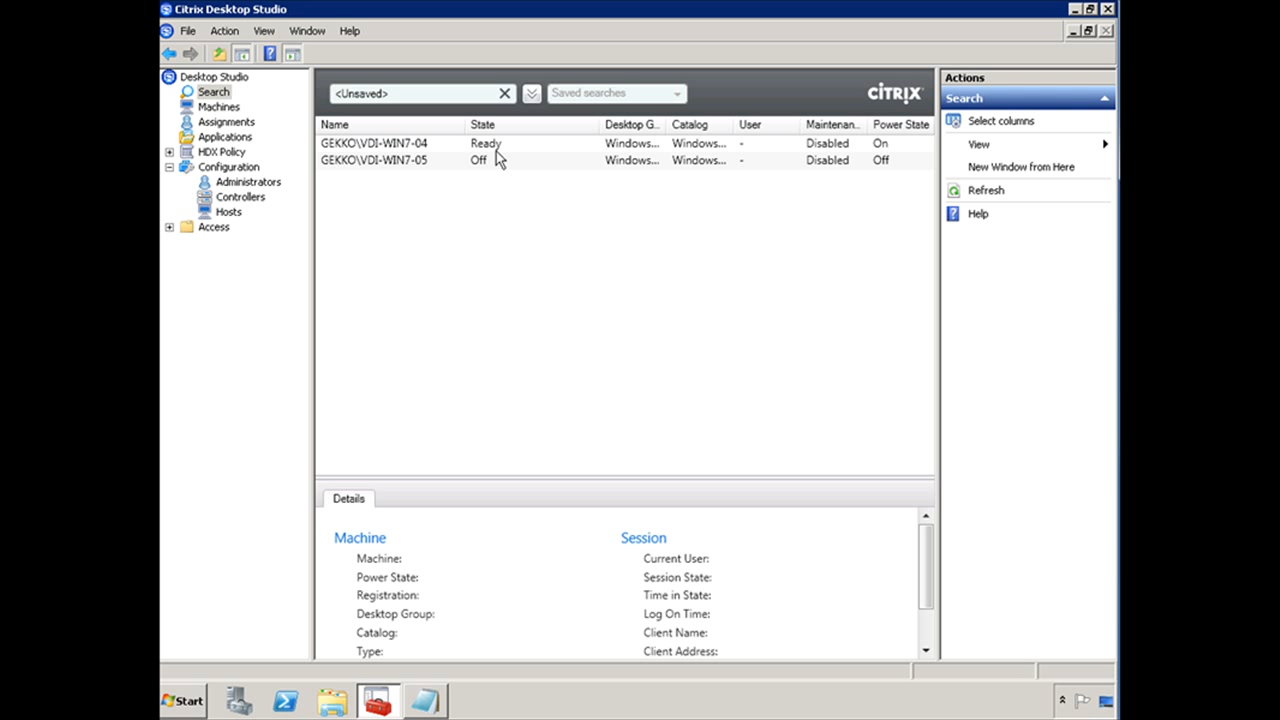 Citrix Desktop Studio
File Action View Window Help
Desktop Studio
Search
Machines
Assignments
Applications
HDX Policy
Configuration
Administrators
Controllers
Hosts
Access
<Unsaved> Saved searches CITRIX
Name State Desktop G... Catalog User Maintenan... Power State
GEKKO\VDI-WIN7-04 Ready Windows... Windows... - Disabled On
GEKKO\VDI-WIN7-05 Off Windows... Windows... - Disabled Off
Details
Machine
Machine:
Power State:
Registration:
Desktop Group:
Catalog:
Type:
Session
Current User:
Session State:
Time in State:
Log On Time:
Client Name:
Client Address:
Actions
Search
Select columns
View
New Window from Here
Refresh
Help
Start